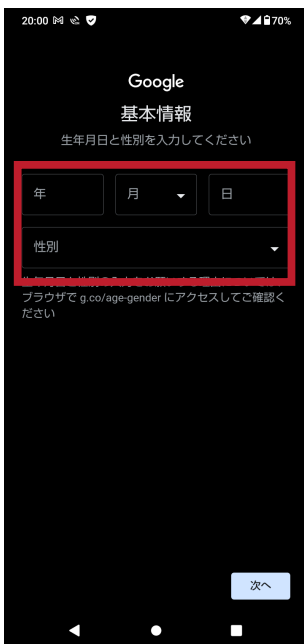 20:00 70%
Google
基本情報
生年月日と性別を入力してください
年 月 日
性別
ブラウザで g.co/age-gender にアクセスしてご確認く
ださい
次へ